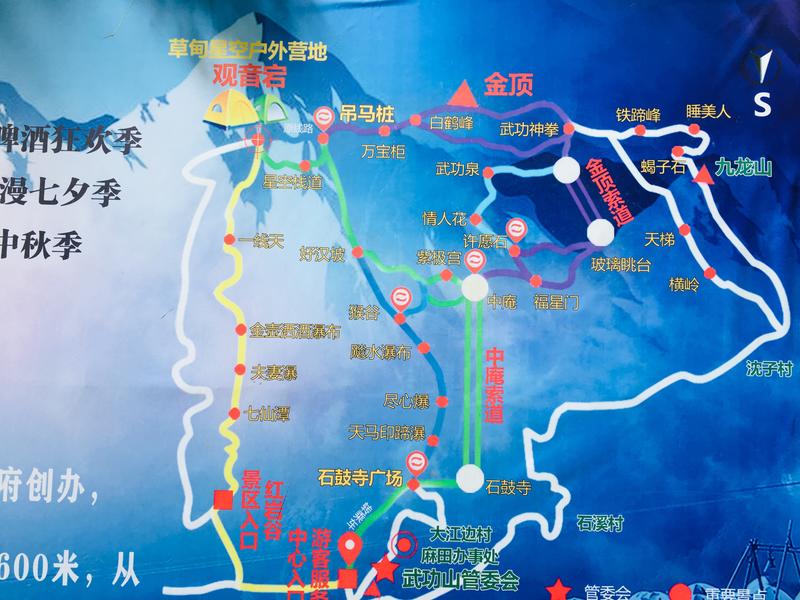 草甸星空户外营地
观音宕
金顶
吊马桩
白鹤峰
武功神拳
铁蹄峰
睡美人
S
啤酒狂欢季
万宝柜
星空栈道
武功泉
金顶索道
蝎子石
九龙山
漫七夕季
中秋季
一线天
好汉坡
情人花
许愿石
紫极宫
天梯
玻璃眺台
横岭
中庵
福星门
猴谷
金壶洒酒瀑布
飚水瀑布
中庵索道
沈子村
夫妻瀑
尽心瀑
七仙潭
天马印蹄瀑
石鼓寺广场
石鼓寺
府创办，
红岩谷
景区入口
石溪村
大江边村
麻田办事处
游客服务
中心入口
武功山管委会
600米，从
管委会
重要景点